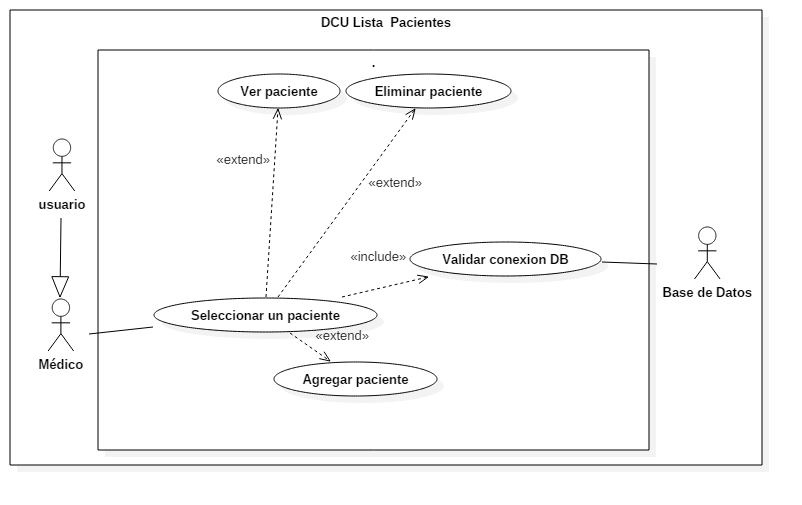 DCU Lista  Pacientes
.
Ver paciente
Eliminar paciente
«extend»
«extend»
usuario
«include»
Validar conexion DB
Base de Datos
Seleccionar un paciente
«extend»
Médico
Agregar paciente